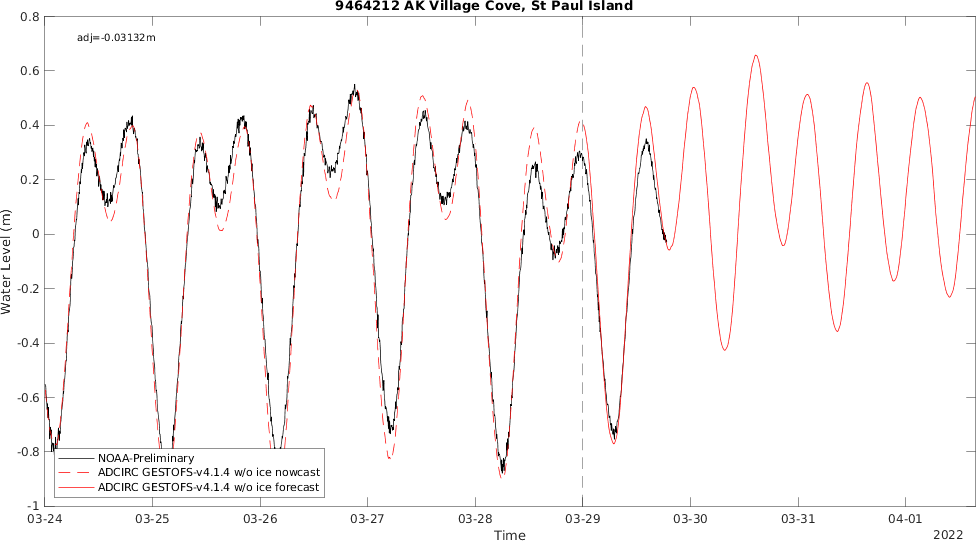 9464212 AK Village Cove, St Paul Island
adj=-0.03132m
0.8
0.6
0.4
0.2
0
-0.2
-0.4
-0.6
-0.8
-1
Water Level (m)
NOAA-Preliminary
ADCIRC GESTOFS-v4.1.4 w/o ice nowcast
ADCIRC GESTOFS-v4.1.4 w/o ice forecast
03-24 03-25 03-26 03-27 03-28 03-29 03-30 03-31 04-01
Time
2022